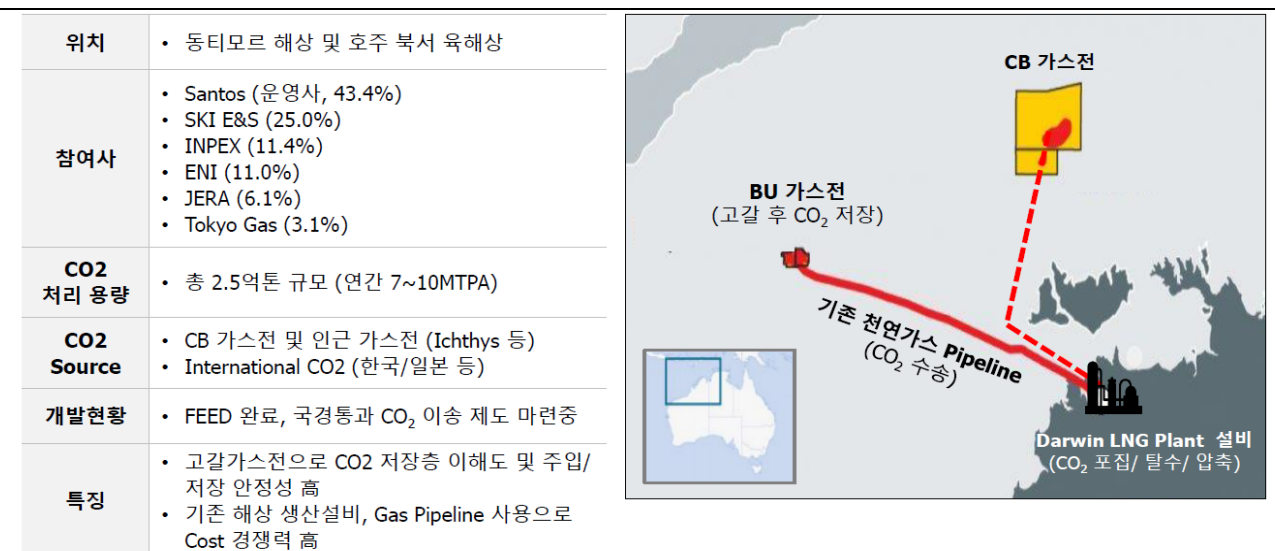 위치
• 동티모르 해상 및 호주 북서 육해상
참여사
• Santos (운영사, 43.4%)
• SKI E&S (25.0%)
• INPEX (11.4%)
• ENI (11.0%)
• JERA (6.1%)
• Tokyo Gas (3.1%)
CO2
처리 용량
• 총 2.5억톤 규모 (연간 7~10MTPA)
CO2
Source
• CB 가스전 및 인근 가스전 (Ichthys 등)
• International CO2 (한국/일본 등)
개발현황
• FEED 완료, 국경통과 CO₂ 이송 제도 마련중
특징
• 고갈가스전으로 CO2 저장층 이해도 및 주입/
저장 안정성 高
• 기존 해상 생산설비, Gas Pipeline 사용으로
Cost 경쟁력 高
CB 가스전
BU 가스전
(고갈 후 CO₂ 저장)
기존 천연가스 Pipeline
(CO₂ 수송)
Darwin LNG Plant 설비
(CO₂ 포집/ 탈수/ 압축)